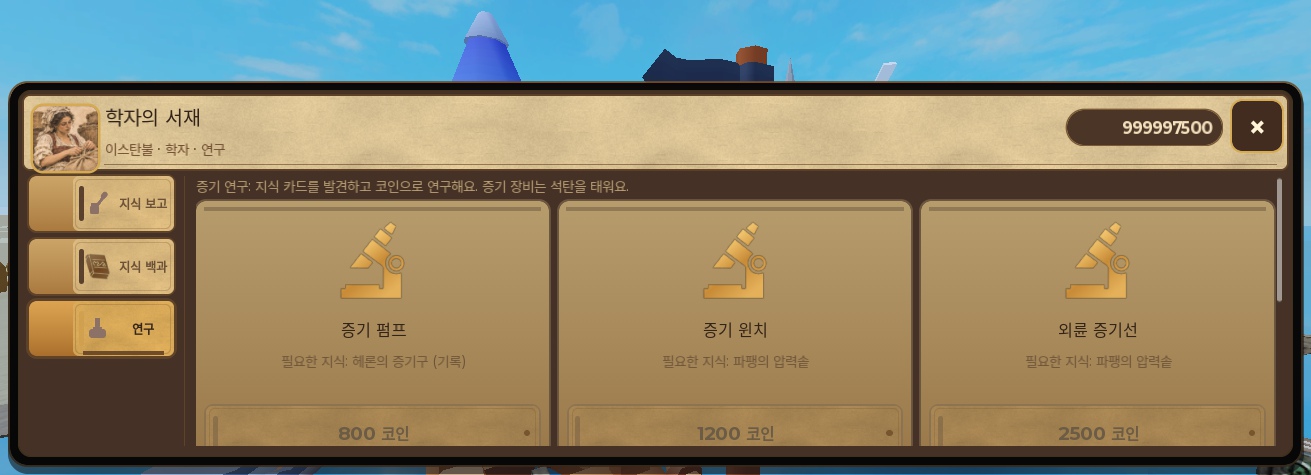 학자의 서재
이스탄불 · 학자 · 연구
999997500
×
지식 보고
지식 백과
연구
증기 연구: 지식 카드를 발견하고 코인으로 연구해요. 증기 장비는 석탄을 태워요.
증기 펌프
필요한 지식: 헤론의 증기구 (기록)
800 코인
증기 윈치
필요한 지식: 파팽의 압력솥
1200 코인
외륜 증기선
필요한 지식: 파팽의 압력솥
2500 코인